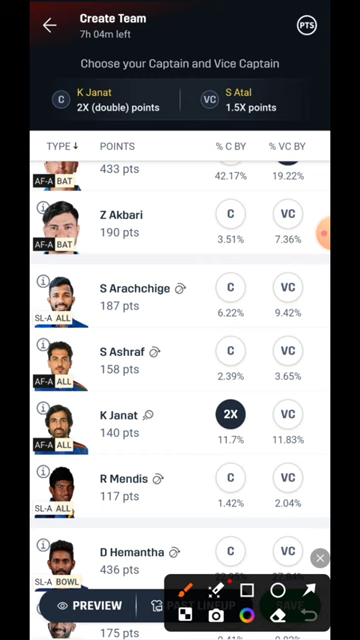 Create Team
7h 04m left
PTS
Choose your Captain and Vice Captain
C K Janat VC S Atal
2X (double) points 1.5X points
TYPE↓ POINTS % C BY % VC BY
433 pts
42.17% 19.22%
AF-A BAT
Z Akbari C VC
190 pts
3.51% 7.36%
AF-A BAT
S Arachchige C VC
187 pts
6.22% 9.42%
SL-A ALL
S Ashraf C VC
158 pts
2.39% 3.65%
AF-A ALL
K Janat 2X VC
140 pts
11.7% 11.83%
AF-A ALL
R Mendis C VC
117 pts
1.42% 2.04%
SL-A ALL
D Hemantha C VC
436 pts
SL-A BOWL
PREVIEW
175 pts